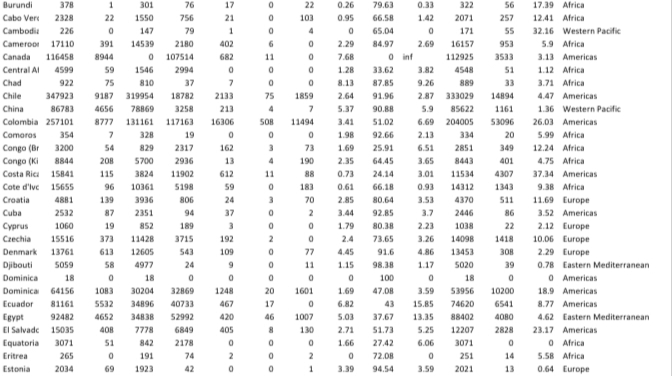 Burundi 378 1 301 76 17 0 22 0.26 79.63 0.33 322 56 17.39 Africa
Cabo Ver 2328 22 1550 756 21 0 103 0.95 66.58 1.42 2071 257 12.41 Africa
Cambodia 226 0 147 79 1 0 4 0 65.04 0 171 55 32.16 Western Pacific
Cameroon 17110 391 14539 2180 402 6 0 2.29 84.97 2.69 16157 953 5.9 Africa
Canada 116458 8944 0 107514 682 11 0 7.68 0 inf 112925 3533 3.13 Americas
Central Af 4599 59 1546 2994 0 0 0 1.28 33.62 3.82 4548 51 1.12 Africa
Chad 922 75 810 37 7 0 0 8.13 87.85 9.26 889 33 3.71 Africa
Chile 347923 9187 319954 18782 2133 75 1859 2.64 91.96 2.87 333029 14894 4.47 Americas
China 86783 4656 78869 3258 213 4 7 5.37 90.88 5.9 85622 1161 1.36 Western Pacific
Colombia 257101 8777 131161 117163 16306 508 11494 3.41 51.02 6.69 204005 53096 26.03 Americas
Comoros 354 7 328 19 0 0 0 1.98 92.66 2.13 334 20 5.99 Africa
Congo (Br 3200 54 829 2317 162 3 73 1.69 25.91 6.51 2851 349 12.24 Africa
Congo (Ki 8844 208 5700 2936 13 4 190 2.35 64.45 3.65 8443 401 4.75 Africa
Costa Rica 15841 115 3824 11902 612 11 88 0.73 24.14 3.01 11534 4307 37.34 Americas
Cote d'Ivo 15655 96 10361 5198 59 0 183 0.61 66.18 0.93 14312 1343 9.38 Africa
Croatia 4881 139 3936 806 24 3 70 2.85 80.64 3.53 4370 511 11.69 Europe
Cuba 2532 87 2351 94 37 0 2 3.44 92.85 3.7 2446 86 3.52 Americas
Cyprus 1060 19 852 189 3 0 0 1.79 80.38 2.23 1038 22 2.12 Europe
Czechia 15516 373 11428 3715 192 2 0 2.4 73.65 3.26 14098 1418 10.06 Europe
Denmark 13761 613 12605 543 109 0 77 4.45 91.6 4.86 13453 308 2.29 Europe
Djibouti 5059 58 4977 24 9 0 11 1.15 98.38 1.17 5020 39 0.78 Eastern Mediterranean
Dominica 18 0 18 0 0 0 0 0 100 0 18 0 0 Americas
Dominica 64156 1083 30204 32869 1248 20 1601 1.69 47.08 3.59 53956 10200 18.9 Americas
Ecuador 81161 5532 34896 40733 467 17 0 6.82 43 15.85 74620 6541 8.77 Americas
Egypt 92482 4652 34838 52992 420 46 1007 5.03 37.67 13.35 88402 4080 4.62 Eastern Mediterranean
El Salvado 15035 408 7778 6849 405 8 130 2.71 51.73 5.25 12207 2828 23.17 Americas
Equatoria 3071 51 842 2178 0 0 0 1.66 27.42 6.06 3071 0 0 Africa
Eritrea 265 0 191 74 2 0 2 0 72.08 0 251 14 5.58 Africa
Estonia 2034 69 1923 42 0 0 1 3.39 94.54 3.59 2021 13 0.64 Europe